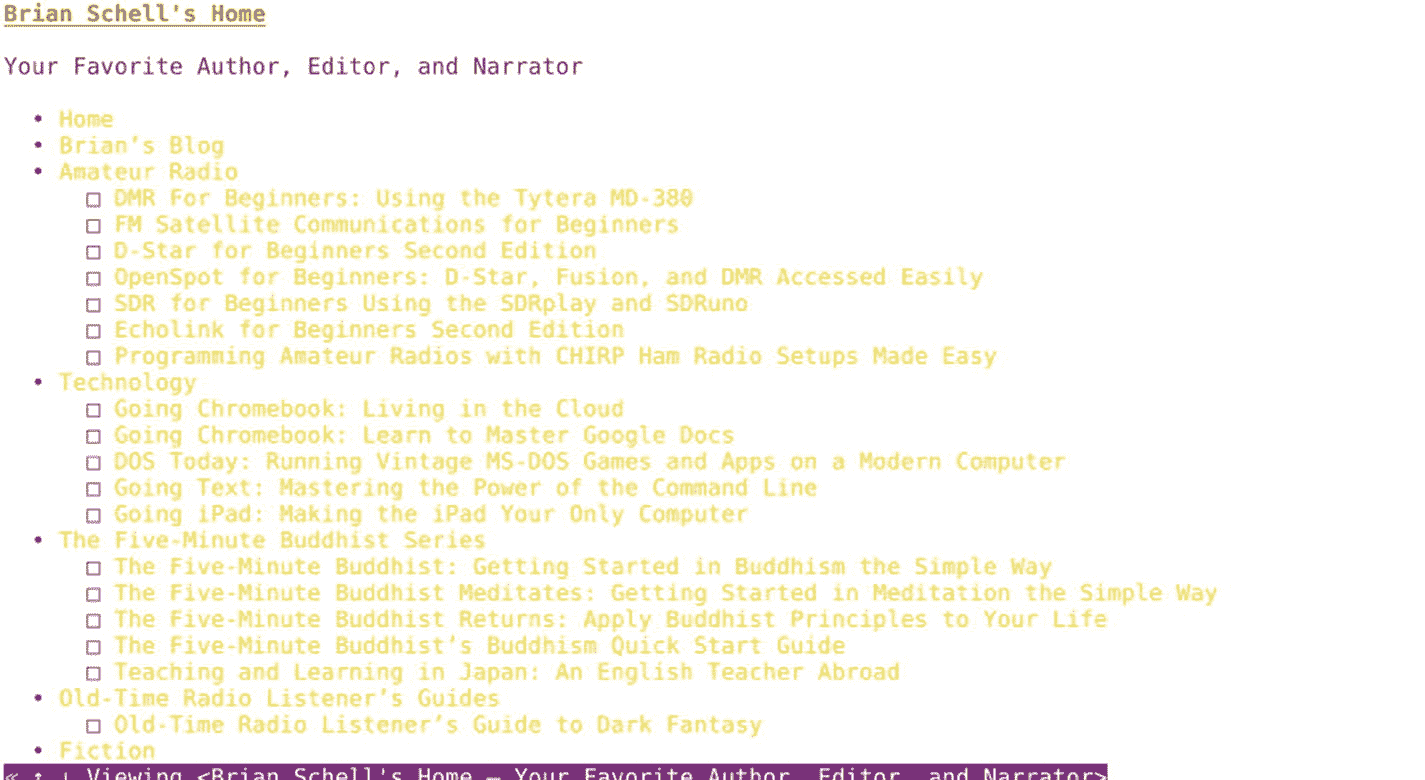 Brian Schell's Home
Your Favorite Author, Editor, and Narrator
• Home
• Brian’s Blog
• Amateur Radio
□ DMR For Beginners: Using the Tytera MD-380
□ FM Satellite Communications for Beginners
□ D-Star for Beginners Second Edition
□ OpenSpot for Beginners: D-Star, Fusion, and DMR Accessed Easily
□ SDR for Beginners Using the SDRplay and SDRuno
□ Echolink for Beginners Second Edition
□ Programming Amateur Radios with CHIRP Ham Radio Setups Made Easy
• Technology
□ Going Chromebook: Living in the Cloud
□ Going Chromebook: Learn to Master Google Docs
□ DOS Today: Running Vintage MS-DOS Games and Apps on a Modern Computer
□ Going Text: Mastering the Power of the Command Line
□ Going iPad: Making the iPad Your Only Computer
• The Five-Minute Buddhist Series
□ The Five-Minute Buddhist: Getting Started in Buddhism the Simple Way
□ The Five-Minute Buddhist Meditates: Getting Started in Meditation the Simple Way
□ The Five-Minute Buddhist Returns: Apply Buddhist Principles to Your Life
□ The Five-Minute Buddhist’s Buddhism Quick Start Guide
□ Teaching and Learning in Japan: An English Teacher Abroad
• Old-Time Radio Listener’s Guides
□ Old-Time Radio Listener’s Guide to Dark Fantasy
• Fiction
« ↑ ↓ Viewing <Brian Schell's Home – Your Favorite Author, Editor, and Narrator>